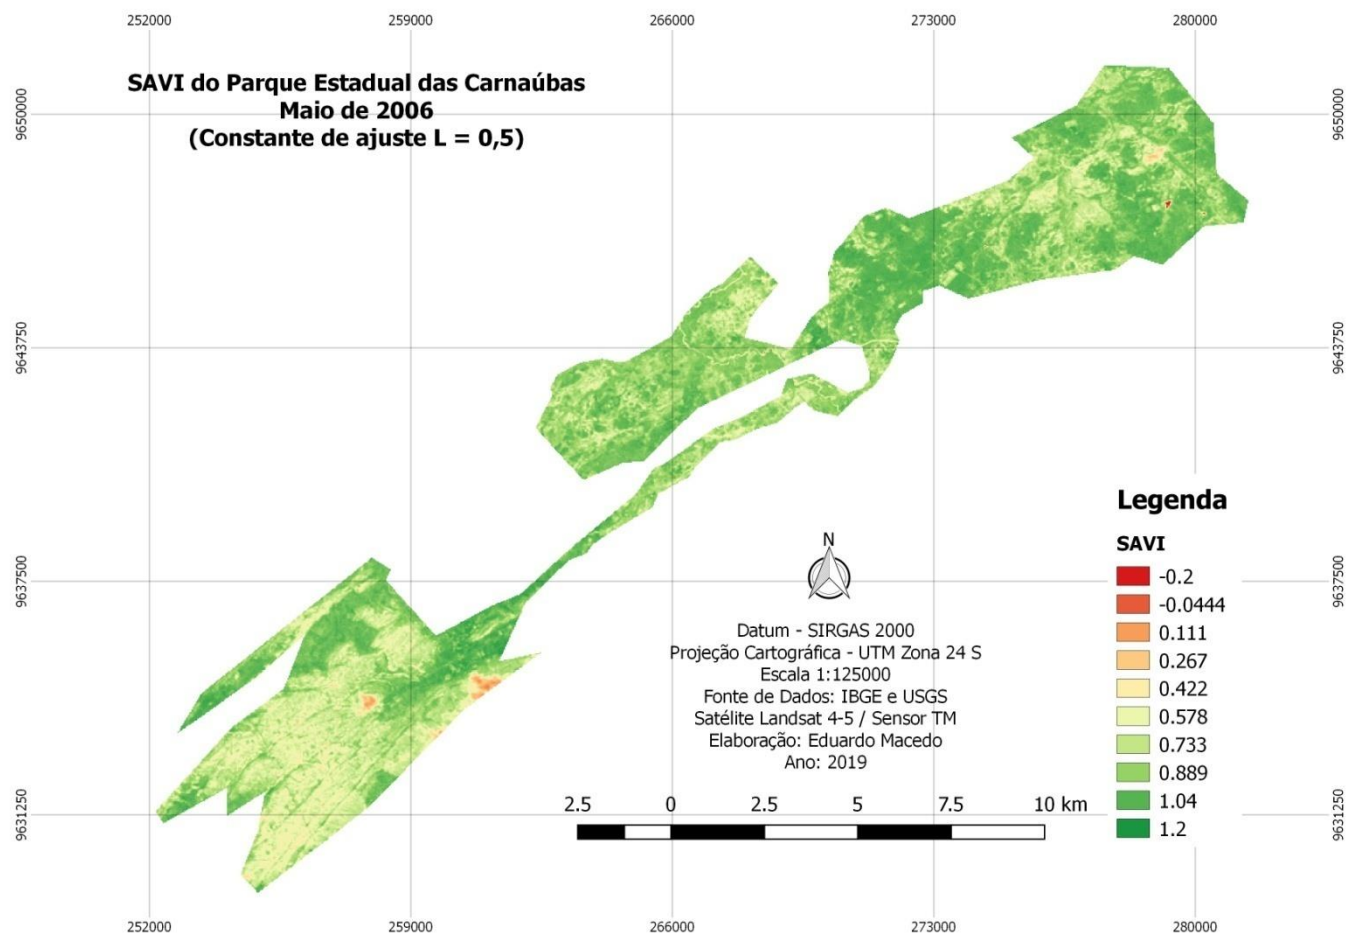 252000 259000 266000 273000 280000
SAVI do Parque Estadual das Carnaúbas
Maio de 2006
(Constante de ajuste L = 0,5)
9650000 9650000
9643750 9643750
9637500 9637500
9631250 9631250
Legenda
SAVI
-0.2
-0.0444
0.111
0.267
0.422
0.578
0.733
0.889
1.04
1.2
N
Datum - SIRGAS 2000
Projeção Cartográfica - UTM Zona 24 S
Escala 1:125000
Fonte de Dados: IBGE e USGS
Satélite Landsat 4-5 / Sensor TM
Elaboração: Eduardo Macedo
Ano: 2019
2.5 0 2.5 5 7.5 10 km
252000 259000 266000 273000 280000